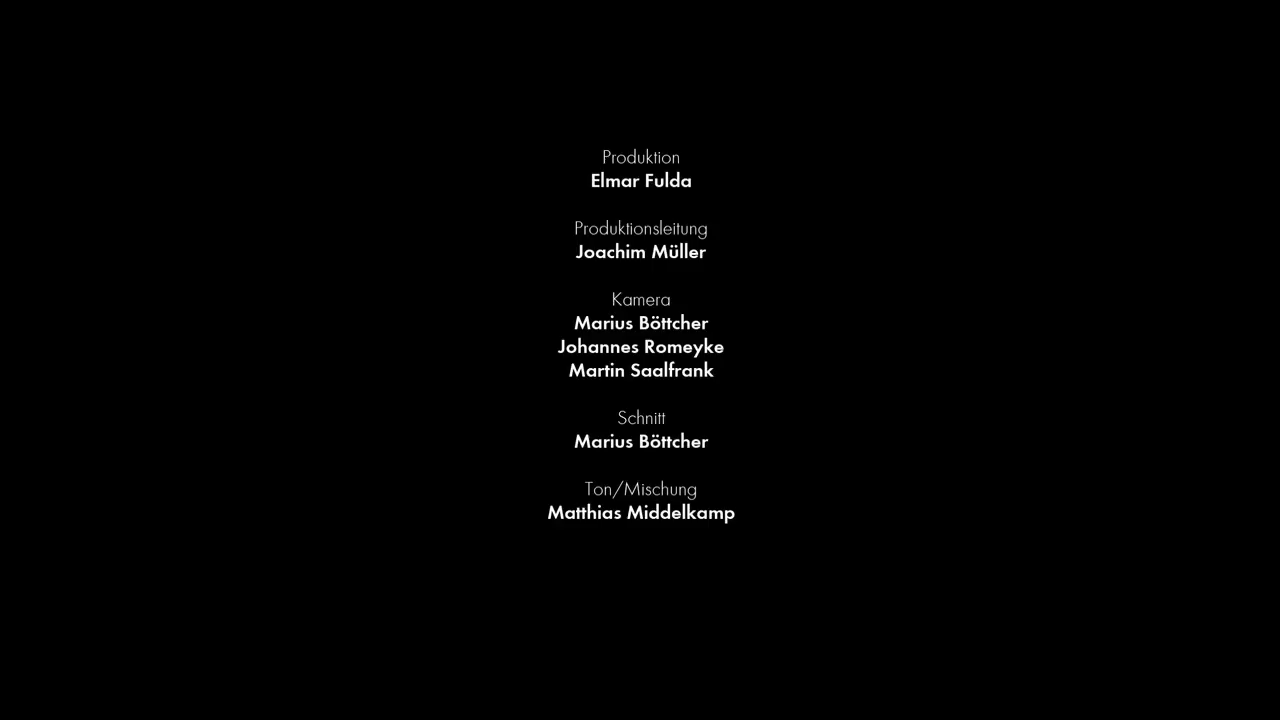 Produktion
Elmar Fulda
Produktionsleitung
Joachim Müller
Kamera
Marius Böttcher
Johannes Romeyke
Martin Saalfrank
Schnitt
Marius Böttcher
Ton/Mischung
Matthias Middelkamp